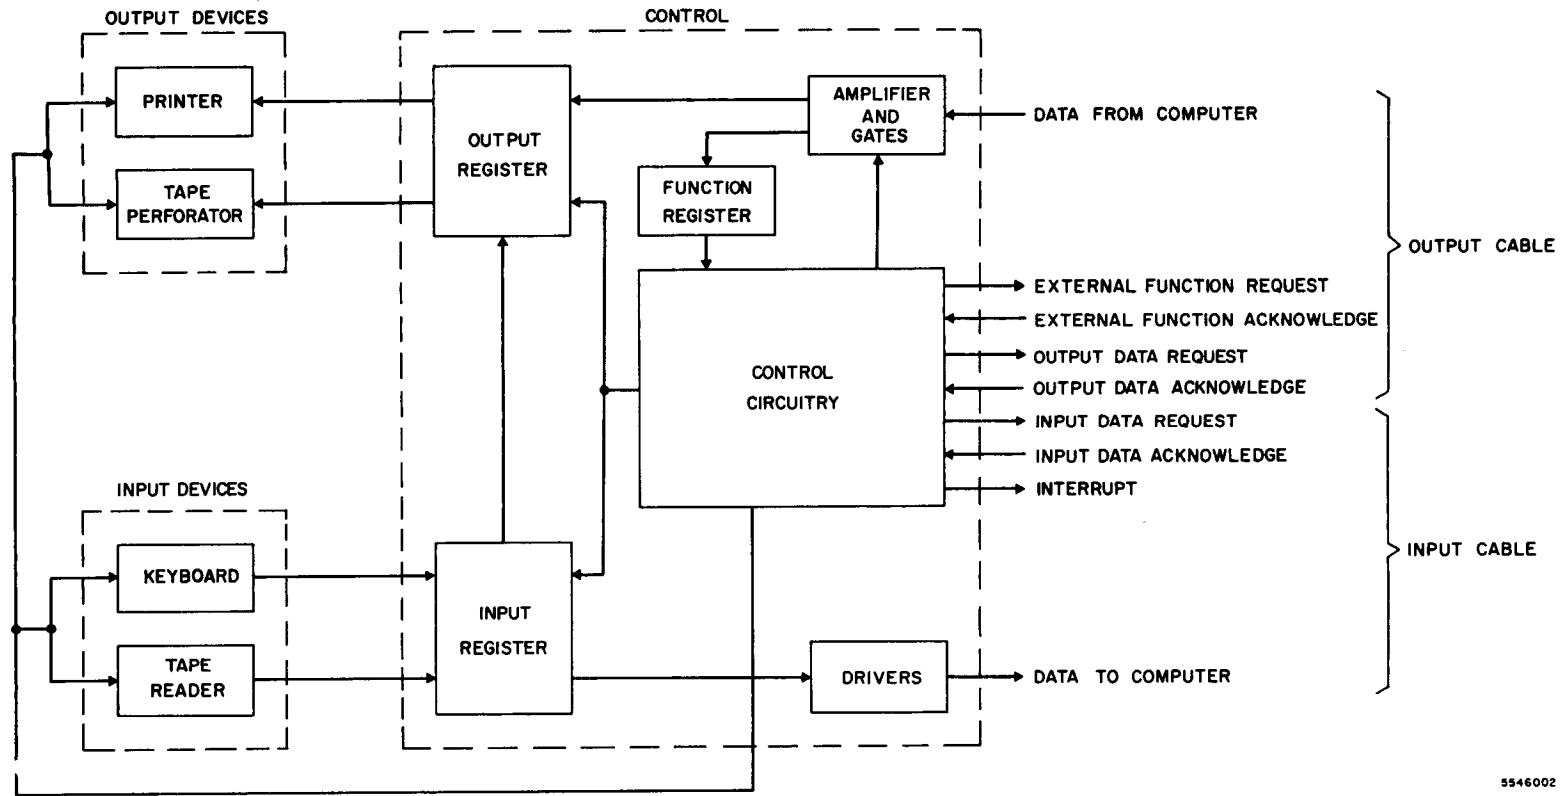 OUTPUT DEVICES
CONTROL
PRINTER
TAPE
PERFORATOR
OUTPUT
REGISTER
AMPLIFIER
AND
GATES
FUNCTION
REGISTER
DATA FROM COMPUTER
EXTERNAL FUNCTION REQUEST
EXTERNAL FUNCTION ACKNOWLEDGE
OUTPUT DATA REQUEST
OUTPUT DATA ACKNOWLEDGE
OUTPUT CABLE
CONTROL
CIRCUITRY
INPUT DATA REQUEST
INPUT DATA ACKNOWLEDGE
INTERRUPT
INPUT CABLE
INPUT DEVICES
KEYBOARD
TAPE
READER
INPUT
REGISTER
DRIVERS
DATA TO COMPUTER
5546002